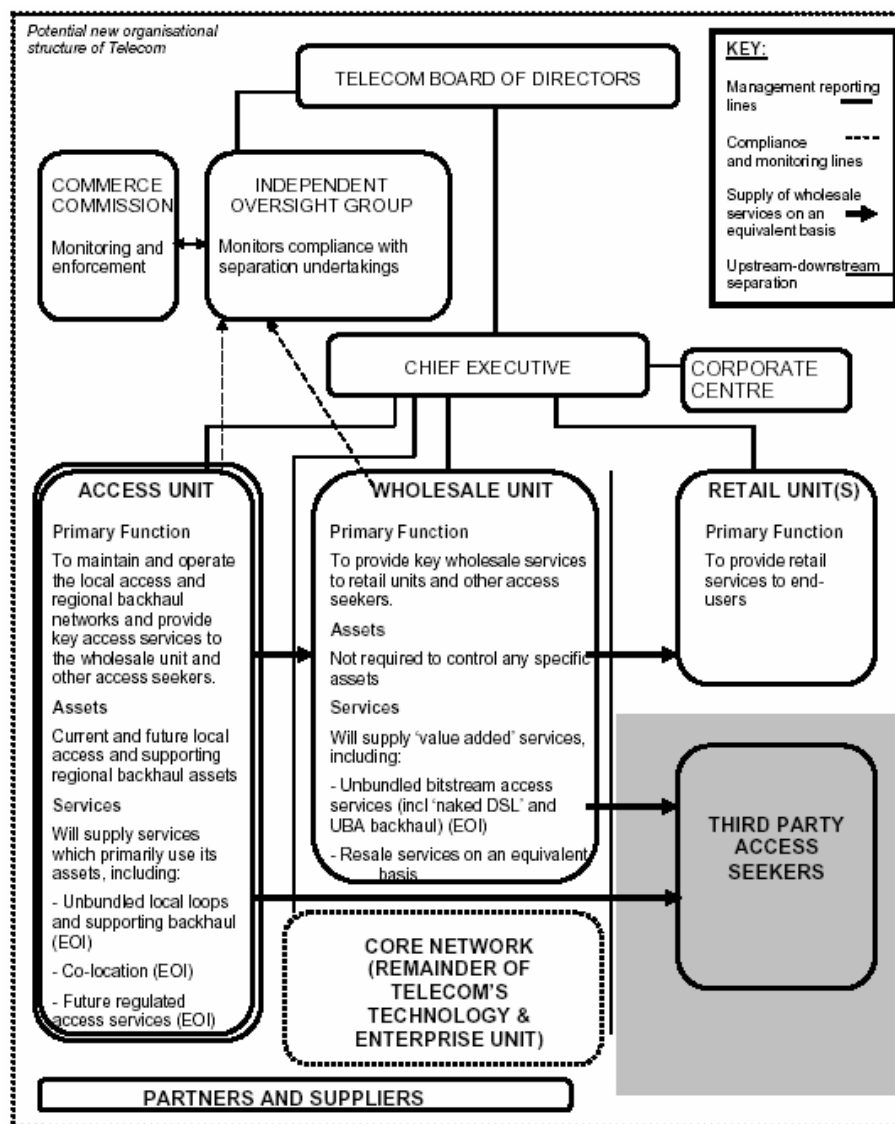 Potential new organisational
structure of Telecom
TELECOM BOARD OF DIRECTORS
KEY:
Management reporting
lines
Compliance
and monitoring lines
Supply of wholesale
services on an
equivalent basis
Upstream-downstream
separation
COMMERCE
COMMISSION
Monitoring and
enforcement
INDEPENDENT
OVERSIGHT GROUP
Monitors compliance with
separation undertakings
CHIEF EXECUTIVE
CORPORATE
CENTRE
ACCESS UNIT
Primary Function
To maintain and operate
the local access and
regional backhaul
networks and provide
key access services to
the wholesale unit and
other access seekers.
Assets
Current and future local
access and supporting
regional backhaul assets
Services
Will supply services
which primarily use its
assets, including:
- Unbundled local loops
and supporting backhaul
(EOI)
- Co-location (EOI)
- Future regulated
access services (EOI)
WHOLESALE UNIT
Primary Function
To provide key wholesale services
to retail units and other access
seekers.
Assets
Not required to control any specific
assets
Services
Will supply 'value added' services,
including:
- Unbundled bitstream access
services (incl 'naked DSL' and
UBA backhaul) (EOI)
- Resale services on an equivalent
basis
RETAIL UNIT(S)
Primary Function
To provide retail
services to end-
users
THIRD PARTY
ACCESS
SEEKERS
CORE NETWORK
(REMAINDER OF
TELECOM'S
TECHNOLOGY &
ENTERPRISE UNIT)
PARTNERS AND SUPPLIERS